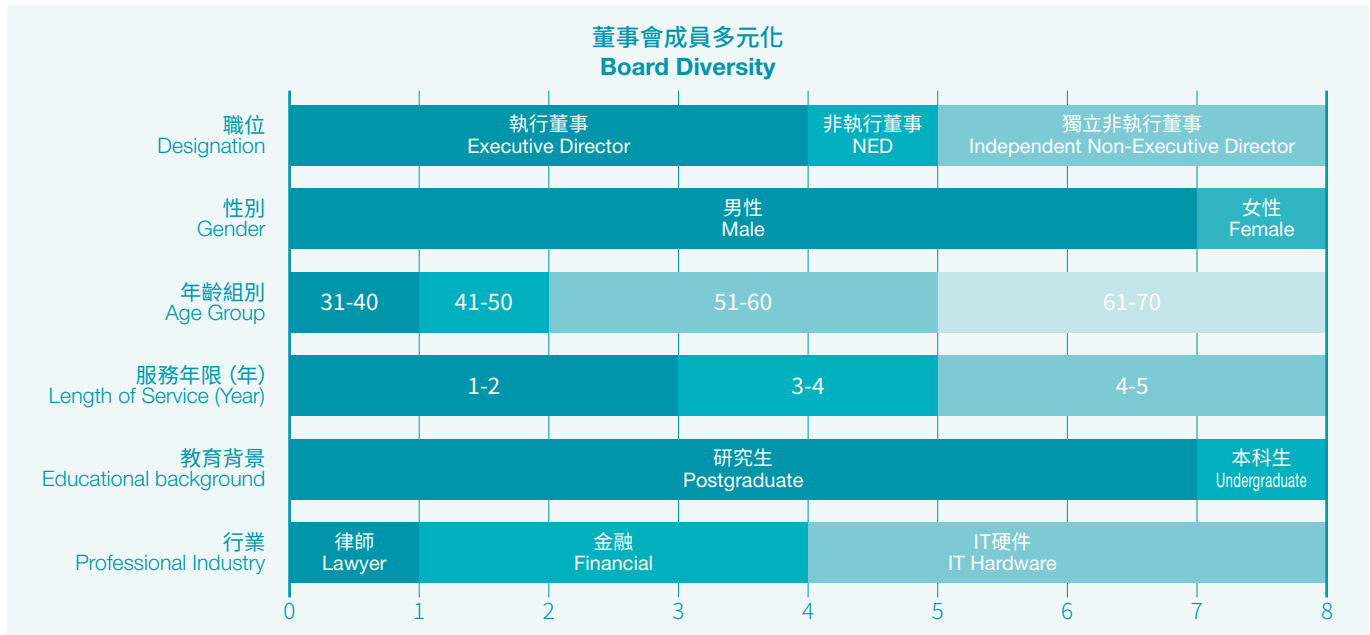 董事會成員多元化
Board Diversity
職位
Designation
執行董事
Executive Director
非執行董事
NED
獨立非執行董事
Independent Non-Executive Director
性別
Gender
男性
Male
女性
Female
年齡組別
Age Group
31-40
41-50
51-60
61-70
服務年限（年）
Length of Service (Year)
1-2
3-4
4-5
教育背景
Educational background
研究生
Postgraduate
本科生
Undergraduate
行業
Professional Industry
律師
Lawyer
金融
Financial
IT硬件
IT Hardware
0 1 2 3 4 5 6 7 8